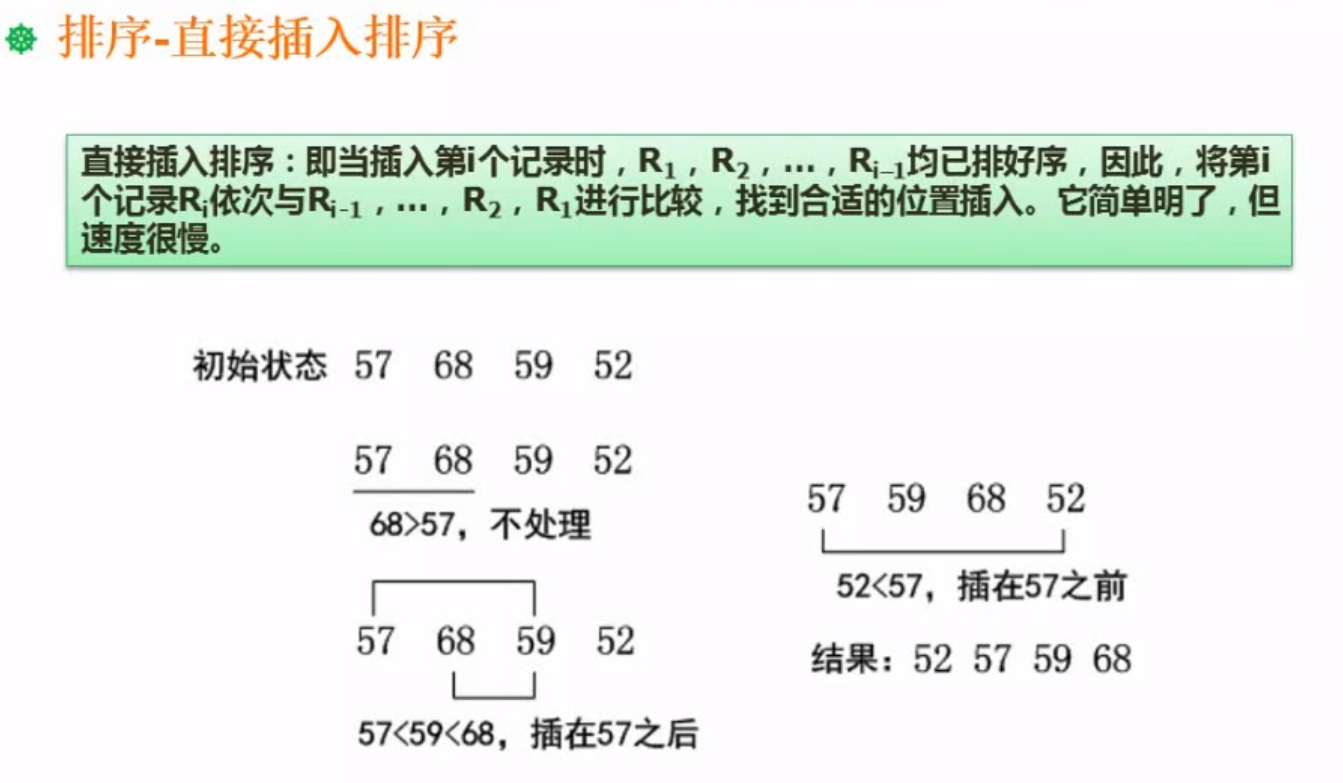 排序-直接插入排序
直接插入排序：即当插入第i个记录时，R₁，R₂，…，Rᵢ₋₁均已排好序，因此，将第i
个记录Rᵢ依次与Rᵢ₋₁，…，R₂，R₁进行比较，找到合适的位置插入。它简单明了，但
速度很慢。
初始状态 57 68 59 52
57 68 59 52
68>57，不处理
57 68 59 52
57<59<68，插在57之后
57 59 68 52
52<57，插在57之前
结果：52 57 59 68